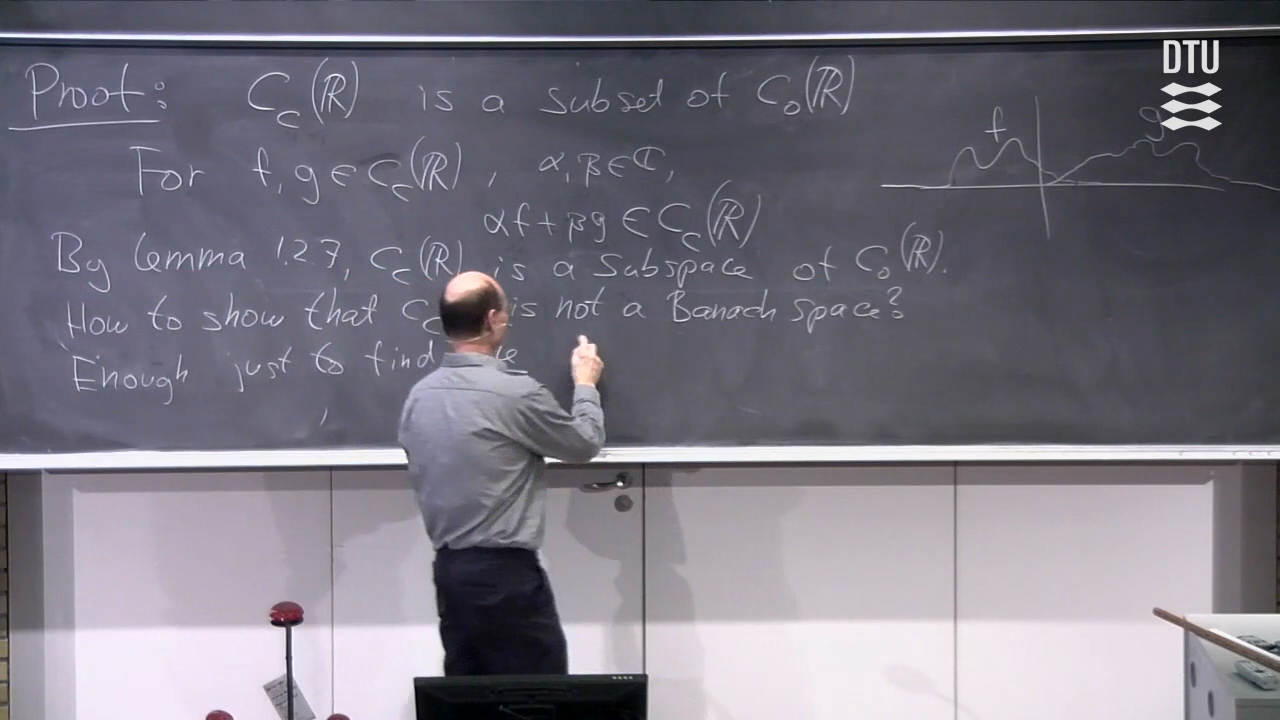 Proof: C_c(ℝ) is a subset of C_0(ℝ)
For f, g ∈ C_c(ℝ), α, β ∈ ℂ,
αf + βg ∈ C_c(ℝ)
By Lemma 1.2.7, C_c(ℝ) is a subspace of C_0(ℝ).
How to show that C_c is not a Banach space?
Enough just to find
f
g
DTU